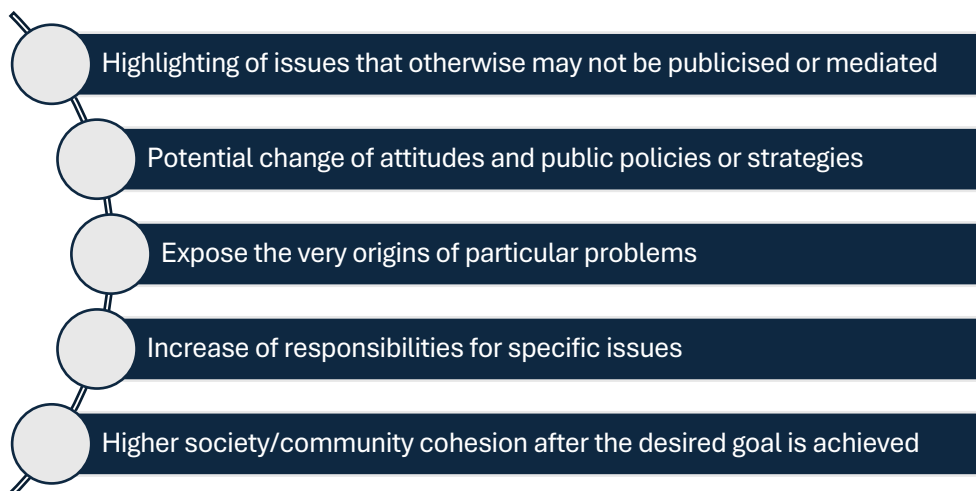 Highlighting of issues that otherwise may not be publicised or mediated
Potential change of attitudes and public policies or strategies
Expose the very origins of particular problems
Increase of responsibilities for specific issues
Higher society/community cohesion after the desired goal is achieved